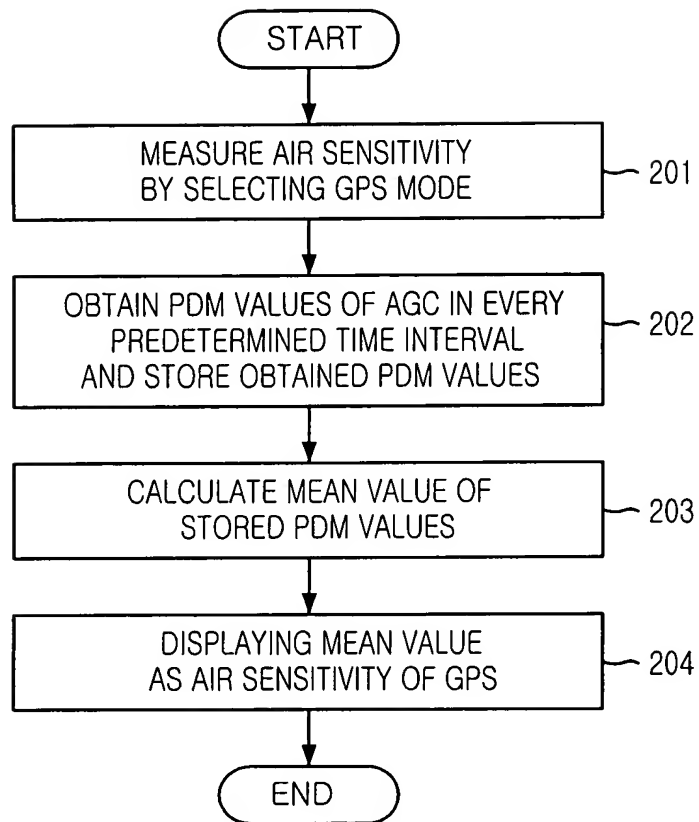 START
MEASURE AIR SENSITIVITY
BY SELECTING GPS MODE
201
OBTAIN PDM VALUES OF AGC IN EVERY
PREDETERMINED TIME INTERVAL
AND STORE OBTAINED PDM VALUES
202
CALCULATE MEAN VALUE OF
STORED PDM VALUES
203
DISPLAYING MEAN VALUE
AS AIR SENSITIVITY OF GPS
204
END